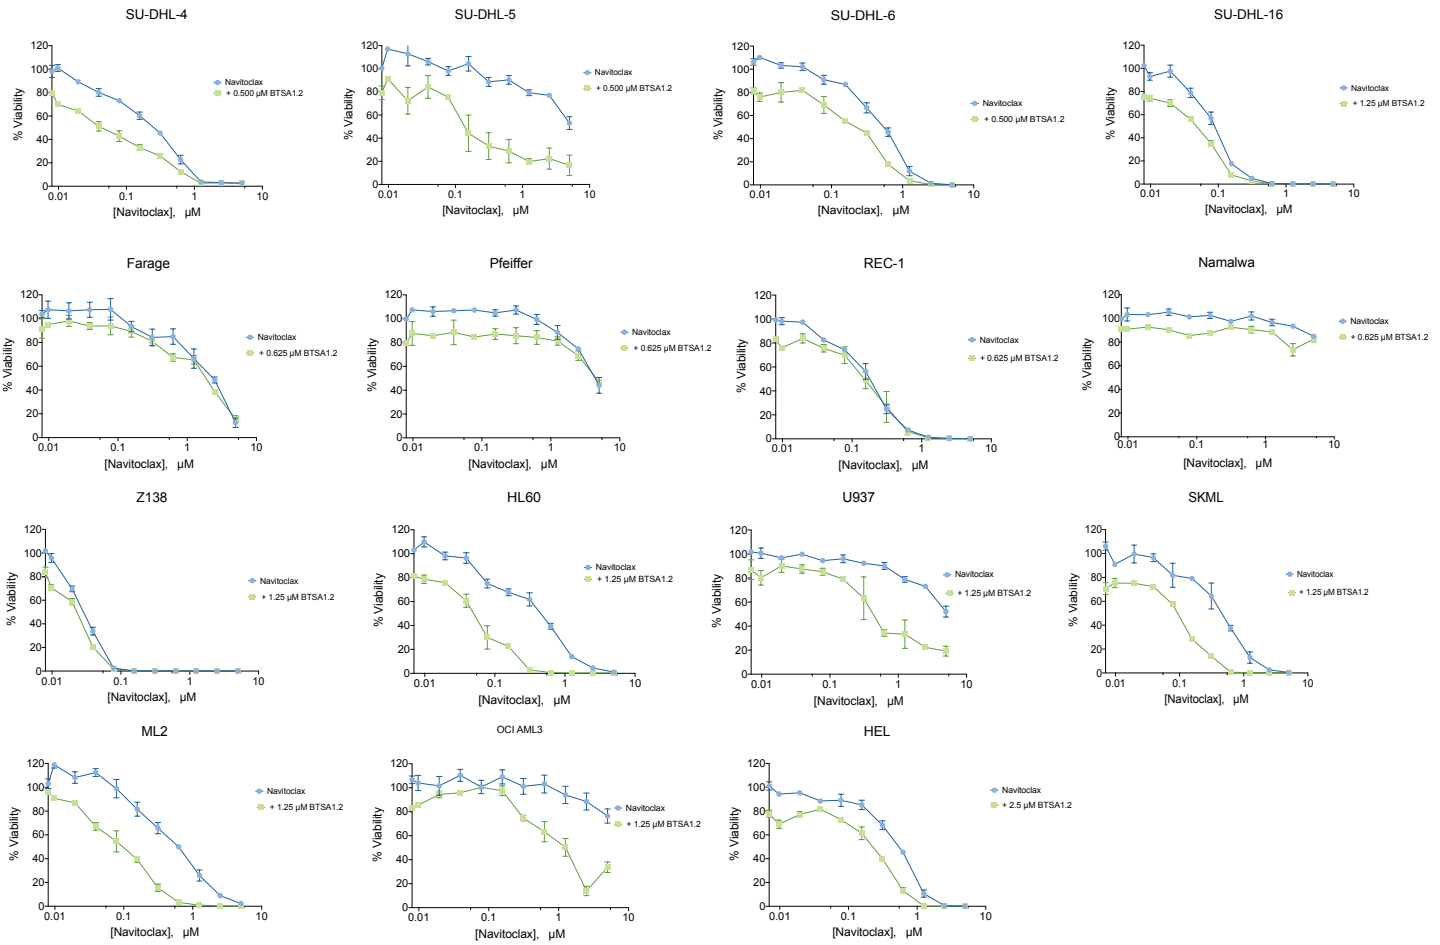 SU-DHL-4
120
100
80
60
40
20
0
% Viability
0.01 0.1 1 10
[Navitoclax], µM
Navitoclax
+ 0.500 µM BTSA1.2
SU-DHL-5
120
100
80
60
40
20
0
% Viability
0.01 0.1 1 10
[Navitoclax], µM
Navitoclax
+ 0.500 µM BTSA1.2
SU-DHL-6
120
100
80
60
40
20
0
% Viability
0.01 0.1 1 10
[Navitoclax], µM
Navitoclax
+ 0.500 µM BTSA1.2
SU-DHL-16
120
100
80
60
40
20
0
% Viability
0.01 0.1 1 10
[Navitoclax], µM
Navitoclax
+ 1.25 µM BTSA1.2
Farage
120
100
80
60
40
20
0
% Viability
0.01 0.1 1 10
[Navitoclax], µM
Navitoclax
+ 0.625 µM BTSA1.2
Pfeiffer
120
100
80
60
40
20
0
% Viability
0.01 0.1 1 10
[Navitoclax], µM
Navitoclax
+ 0.625 µM BTSA1.2
REC-1
120
100
80
60
40
20
0
% Viability
0.01 0.1 1 10
[Navitoclax], µM
Navitoclax
+ 0.625 µM BTSA1.2
Namalwa
120
100
80
60
40
20
0
% Viability
0.01 0.1 1 10
[Navitoclax], µM
Navitoclax
+ 0.625 µM BTSA1.2
Z138
120
100
80
60
40
20
0
% Viability
0.01 0.1 1 10
[Navitoclax], µM
Navitoclax
+ 1.25 µM BTSA1.2
HL60
120
100
80
60
40
20
0
% Viability
0.01 0.1 1 10
[Navitoclax], µM
Navitoclax
+ 1.25 µM BTSA1.2
U937
120
100
80
60
40
20
0
% Viability
0.01 0.1 1 10
[Navitoclax], µM
Navitoclax
+ 1.25 µM BTSA1.2
SKML
120
100
80
60
40
20
0
% Viability
0.01 0.1 1 10
[Navitoclax], µM
Navitoclax
+ 1.25 µM BTSA1.2
ML2
120
100
80
60
40
20
0
% Viability
0.01 0.1 1 10
[Navitoclax], µM
Navitoclax
+ 1.25 µM BTSA1.2
OCI AML3
120
100
80
60
40
20
0
% Viability
0.01 0.1 1 10
[Navitoclax], µM
Navitoclax
+ 1.25 µM BTSA1.2
HEL
120
100
80
60
40
20
0
% Viability
0.01 0.1 1 10
[Navitoclax], µM
Navitoclax
+ 2.5 µM BTSA1.2